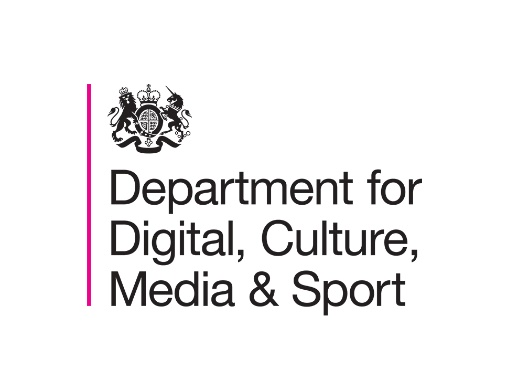 Department for
Digital, Culture,
Media & Sport